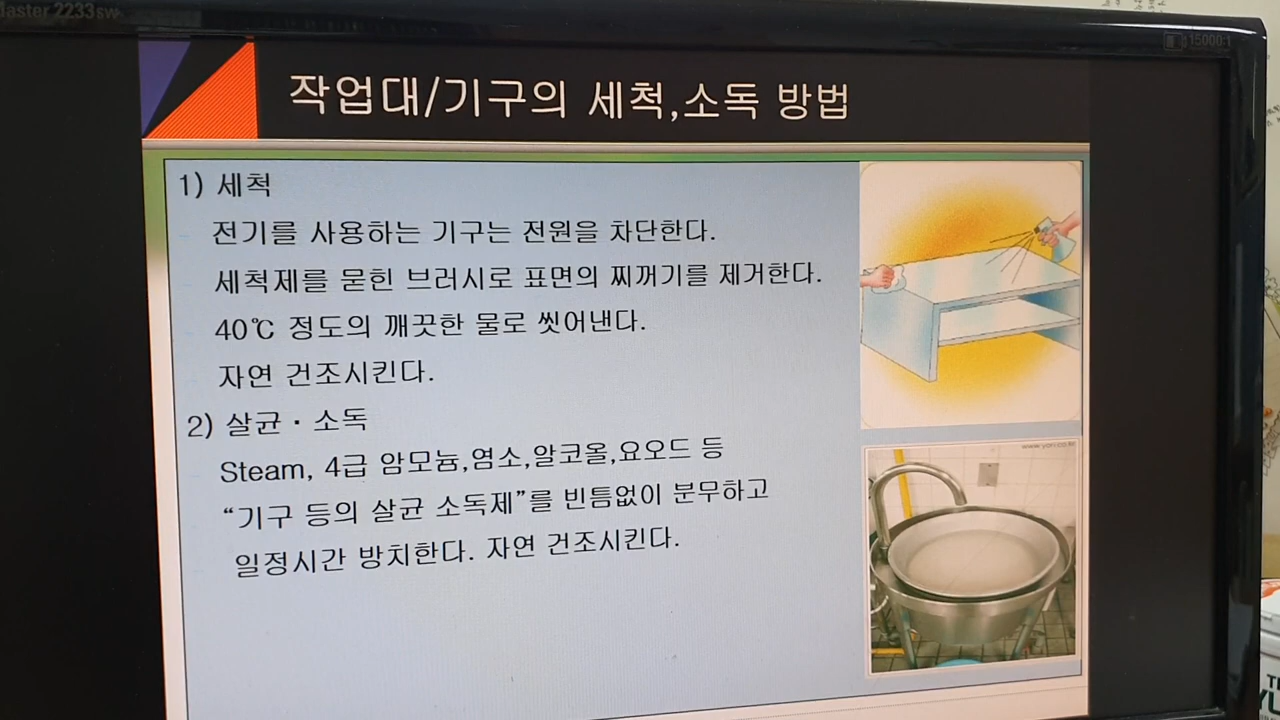 Master 2233SW
15000:1
작업대/기구의 세척,소독 방법
1) 세척
전기를 사용하는 기구는 전원을 차단한다.
세척제를 묻힌 브러시로 표면의 찌꺼기를 제거한다.
40℃ 정도의 깨끗한 물로 씻어낸다.
자연 건조시킨다.
2) 살균·소독
Steam, 4급 암모늄,염소,알코올,요오드 등
“기구 등의 살균 소독제”를 빈틈없이 분무하고
일정시간 방치한다. 자연 건조시킨다.